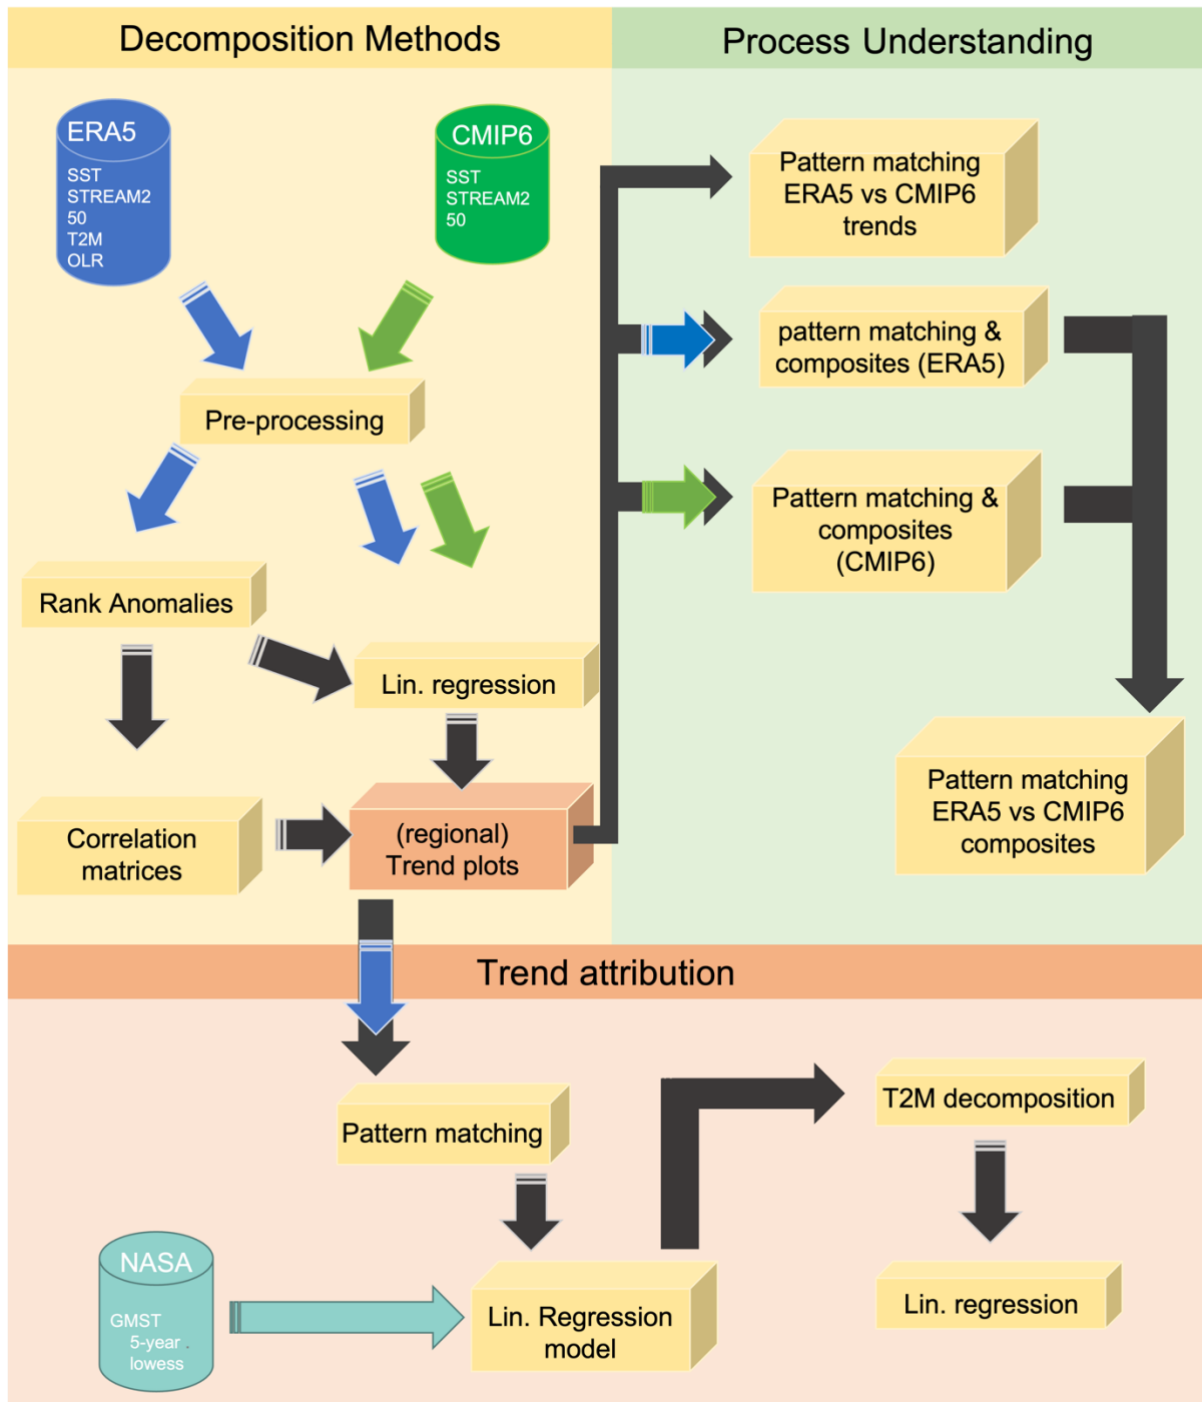 Decomposition Methods
Process Understanding
ERA5
SST
STREAM2
50
T2M
OLR
CMIP6
SST
STREAM2
50
Pre-processing
Rank Anomalies
Lin. regression
Correlation
matrices
(regional)
Trend plots
Pattern matching
ERA5 vs CMIP6
trends
pattern matching &
composites (ERA5)
Pattern matching &
composites
(CMIP6)
Pattern matching
ERA5 vs CMIP6
composites
Trend attribution
Pattern matching
T2M decomposition
NASA
GMST
5-year .
lowess
Lin. Regression
model
Lin. regression